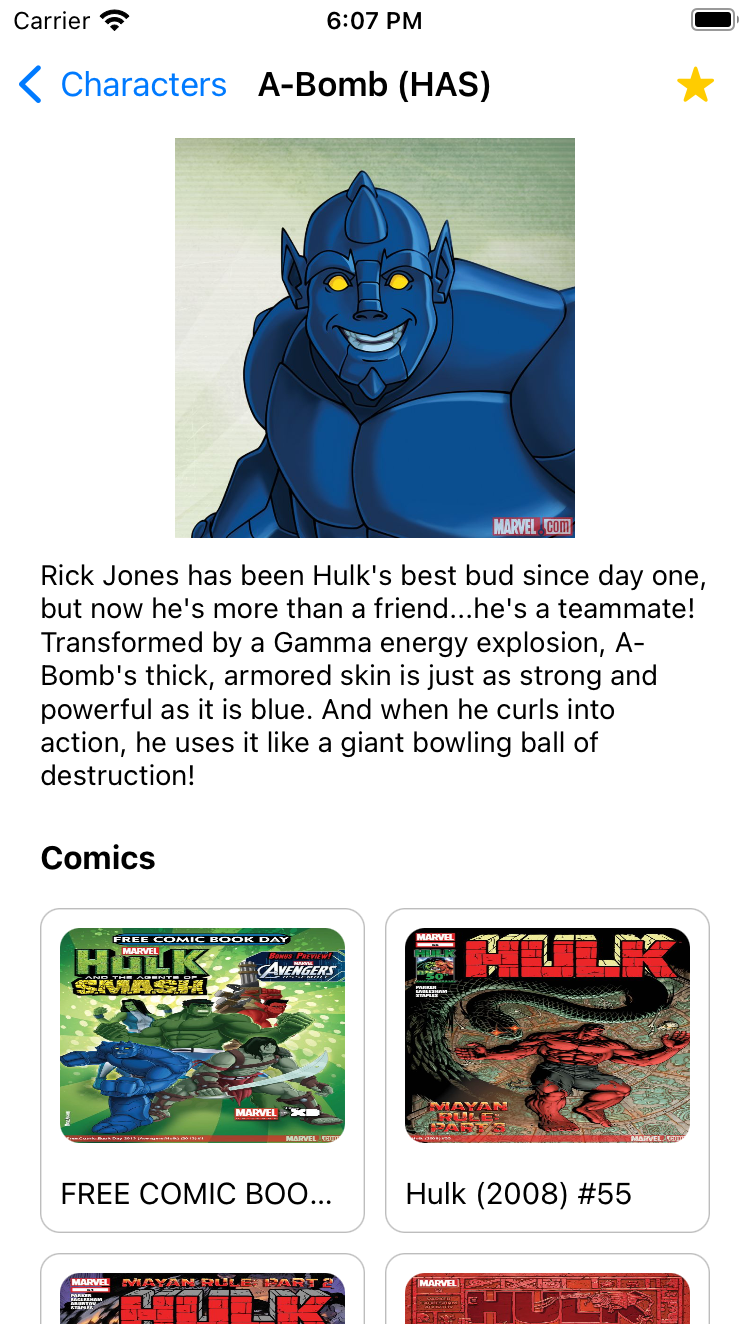 Carrier 6:07 PM
Characters A-Bomb (HAS)
MARVEL.COM
Rick Jones has been Hulk's best bud since day one,
but now he's more than a friend...he's a teammate!
Transformed by a Gamma energy explosion, A-
Bomb's thick, armored skin is just as strong and
powerful as it is blue. And when he curls into
action, he uses it like a giant bowling ball of
destruction!
Comics
FREE COMIC BOOK DAY
MARVEL
HULK
AND THE AGENTS OF
SMASH
BONUS PREVIEW!
MARVEL
AVENGERS
MARVEL XD
FREE COMIC BOO...
MARVEL
HULK
PARKER
EAGLESHAM
STAPLES
MAYAN
RULE:
PART 3
Hulk (2008) #55
MARVEL
MAYAN RULE: PART 2
HULK
MARVEL
HULK